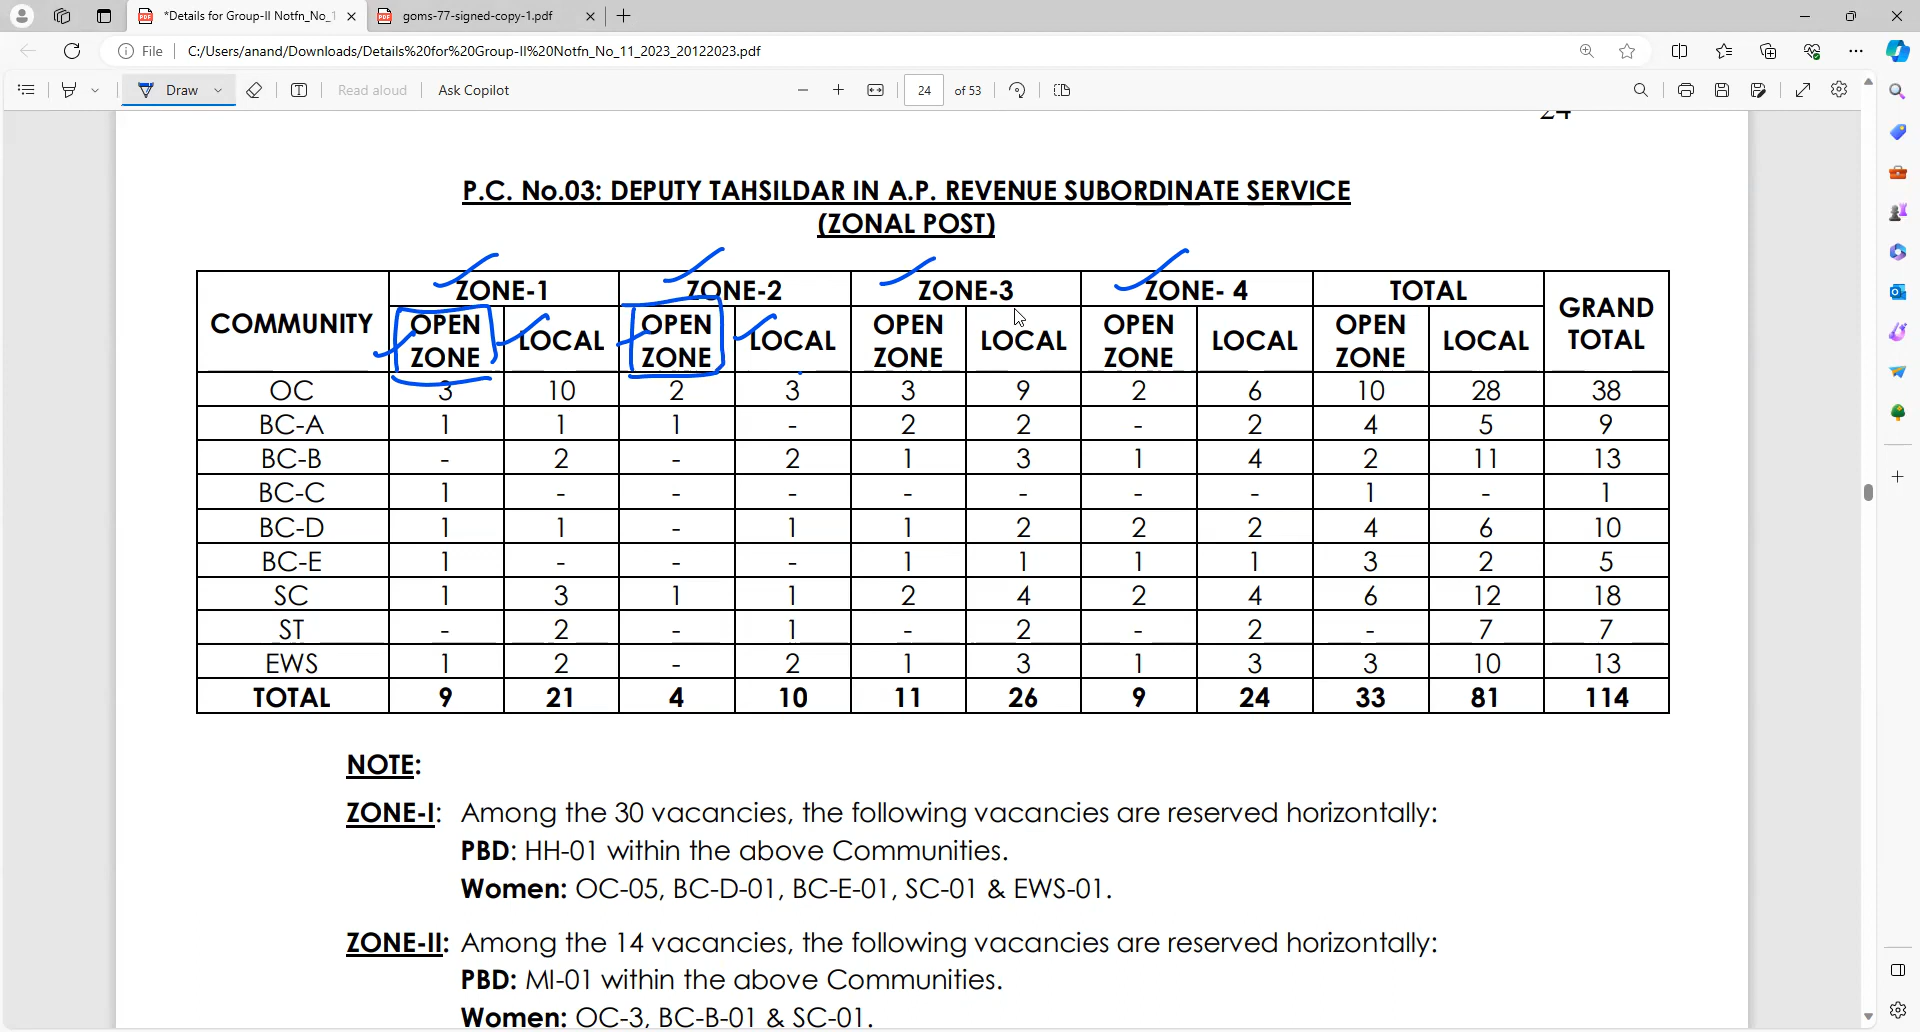 *Details for Group-II Notfn_No_1
goms-77-signed-copy-1.pdf
File
C:/Users/anand/Downloads/Details%20for%20Group-II%20Notfn_No_11_2023_20122023.pdf
Draw
Read aloud
Ask Copilot
24
of 53
24
P.C. No.03: DEPUTY TAHSILDAR IN A.P. REVENUE SUBORDINATE SERVICE
(ZONAL POST)
COMMUNITY ZONE-1 ZONE-2 ZONE-3 ZONE- 4 TOTAL GRAND TOTAL
OPEN ZONE LOCAL OPEN ZONE LOCAL OPEN ZONE LOCAL OPEN ZONE LOCAL OPEN ZONE LOCAL
OC 3 10 2 3 3 9 2 6 10 28 38
BC-A 1 1 1 - 2 2 - 2 4 5 9
BC-B - 2 - 2 1 3 1 4 2 11 13
BC-C 1 - - - - - - - 1 - 1
BC-D 1 1 - 1 1 2 2 2 4 6 10
BC-E 1 - - - 1 1 1 1 3 2 5
SC 1 3 1 1 2 4 2 4 6 12 18
ST - 2 - 1 - 2 - 2 - 7 7
EWS 1 2 - 2 1 3 1 3 3 10 13
TOTAL 9 21 4 10 11 26 9 24 33 81 114
NOTE:
ZONE-I: Among the 30 vacancies, the following vacancies are reserved horizontally:
PBD: HH-01 within the above Communities.
Women: OC-05, BC-D-01, BC-E-01, SC-01 & EWS-01.
ZONE-II: Among the 14 vacancies, the following vacancies are reserved horizontally:
PBD: MI-01 within the above Communities.
Women: OC-3, BC-B-01 & SC-01.